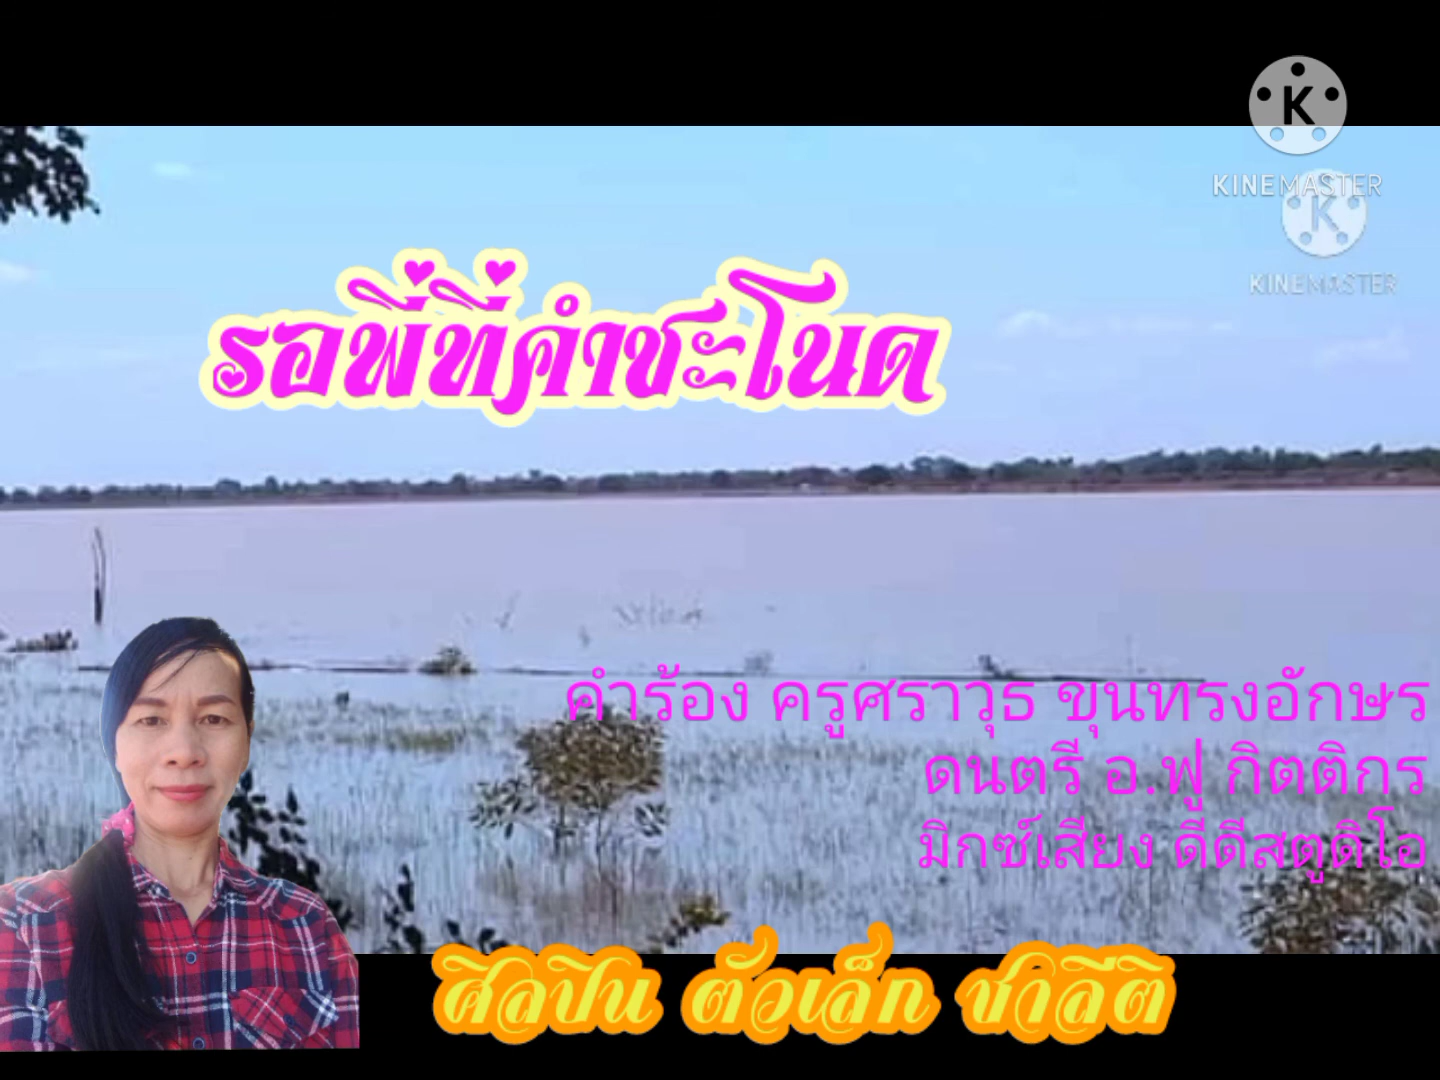 KINEMASTER
KINEMASTER
รอพี่ที่คำชะโนด
คำร้อง ครูศราวุธ ขุนทรงอักษร
ดนตรี อ.ฟู กิตติกร
มิกซ์เสียง ดีดีสตูดิโอ
ศิลปิน ตัวเล็ก ชาลีติ